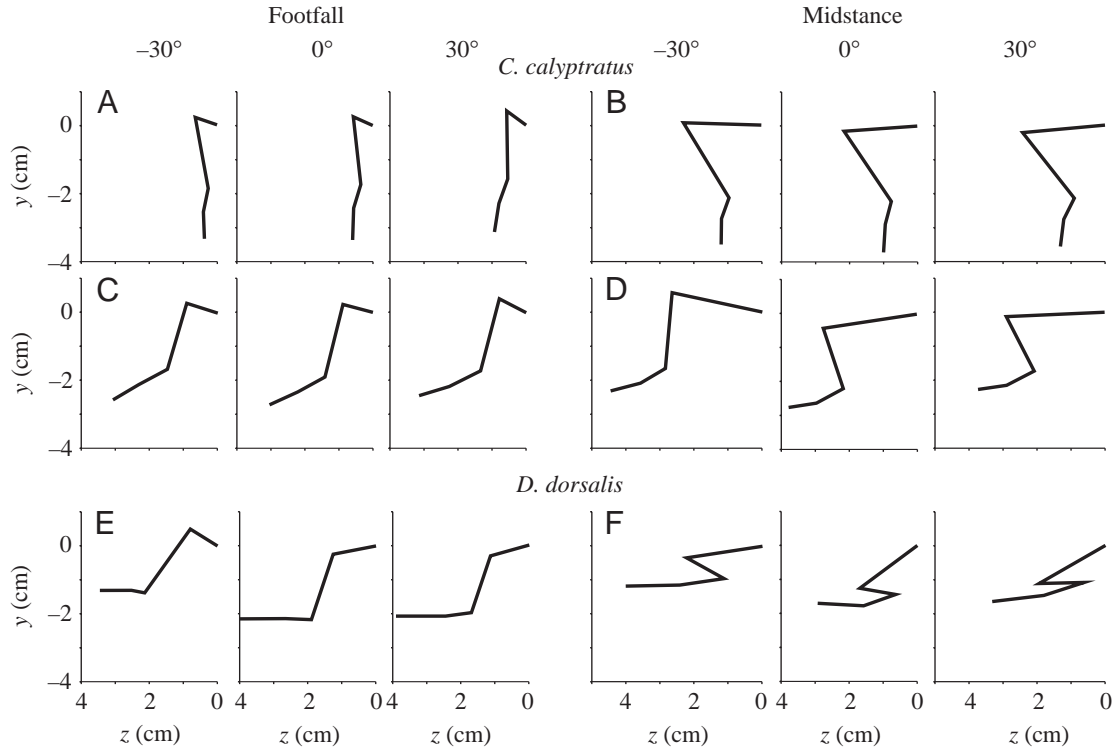 Footfall Midstance
–30° 0° 30° –30° 0° 30°
C. calyptratus
A B
0
–2
–4
y (cm)
C D
0
–2
–4
y (cm)
D. dorsalis
E F
0
–2
–4
y (cm)
4 2 0 4 2 0 4 2 0 4 2 0 4 2 0 4 2 0
z (cm) z (cm) z (cm) z (cm) z (cm) z (cm)